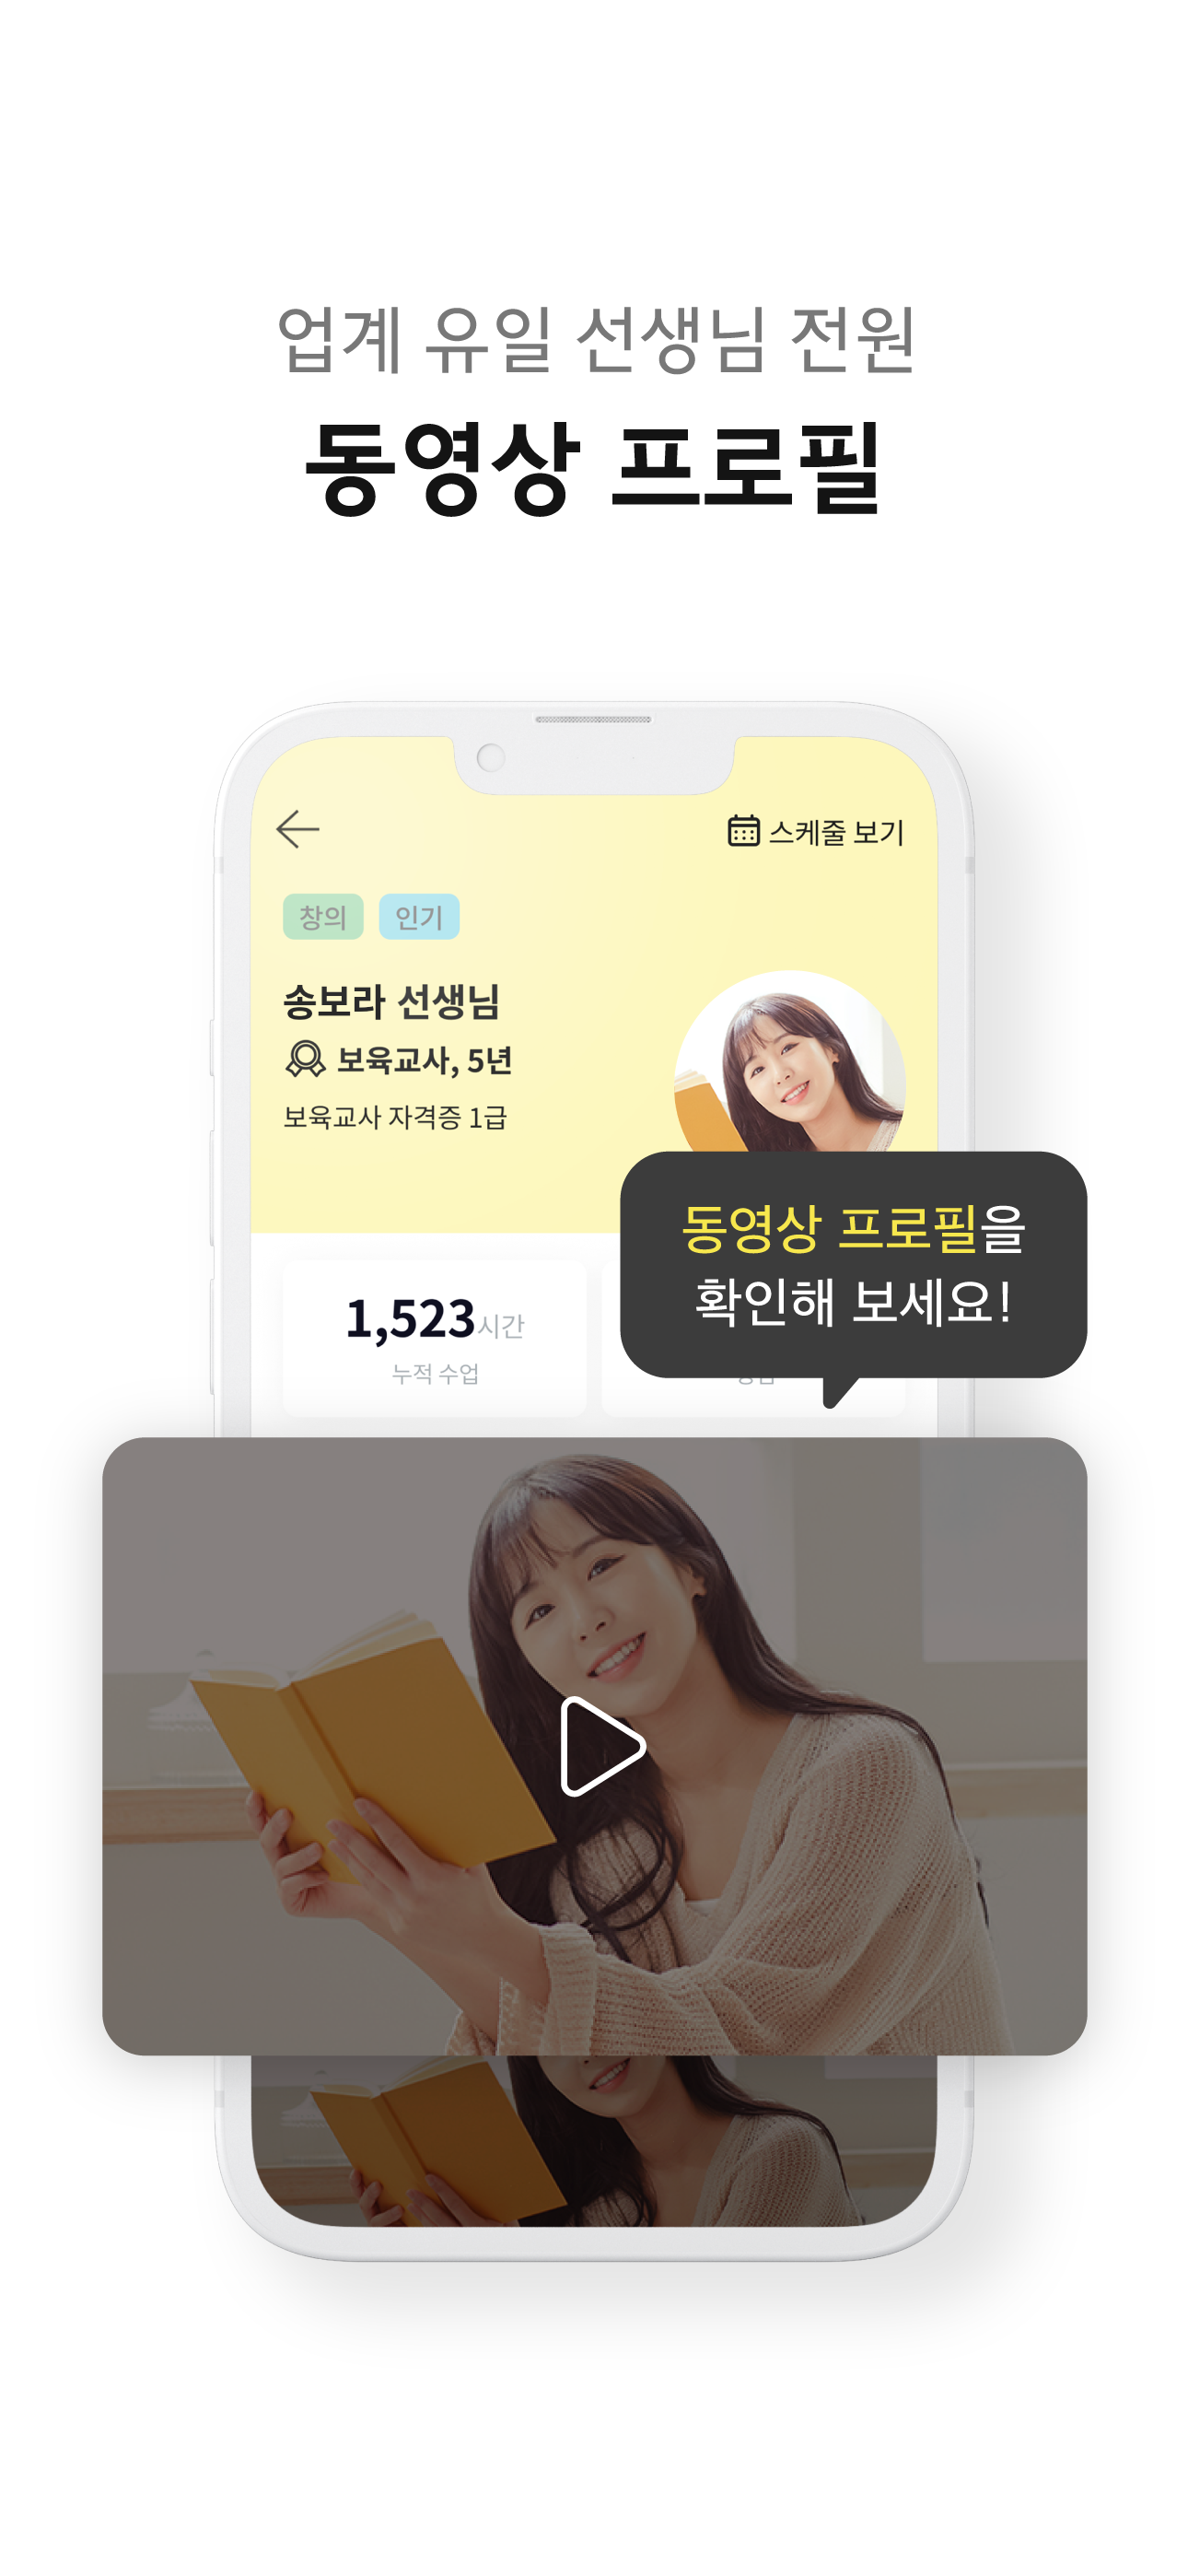 업계 유일 선생님 전원
동영상 프로필
스케줄 보기
창의 인기
송보라 선생님
보육교사, 5년
보육교사 자격증 1급
동영상 프로필을
확인해 보세요!
1,523시간
누적 수업